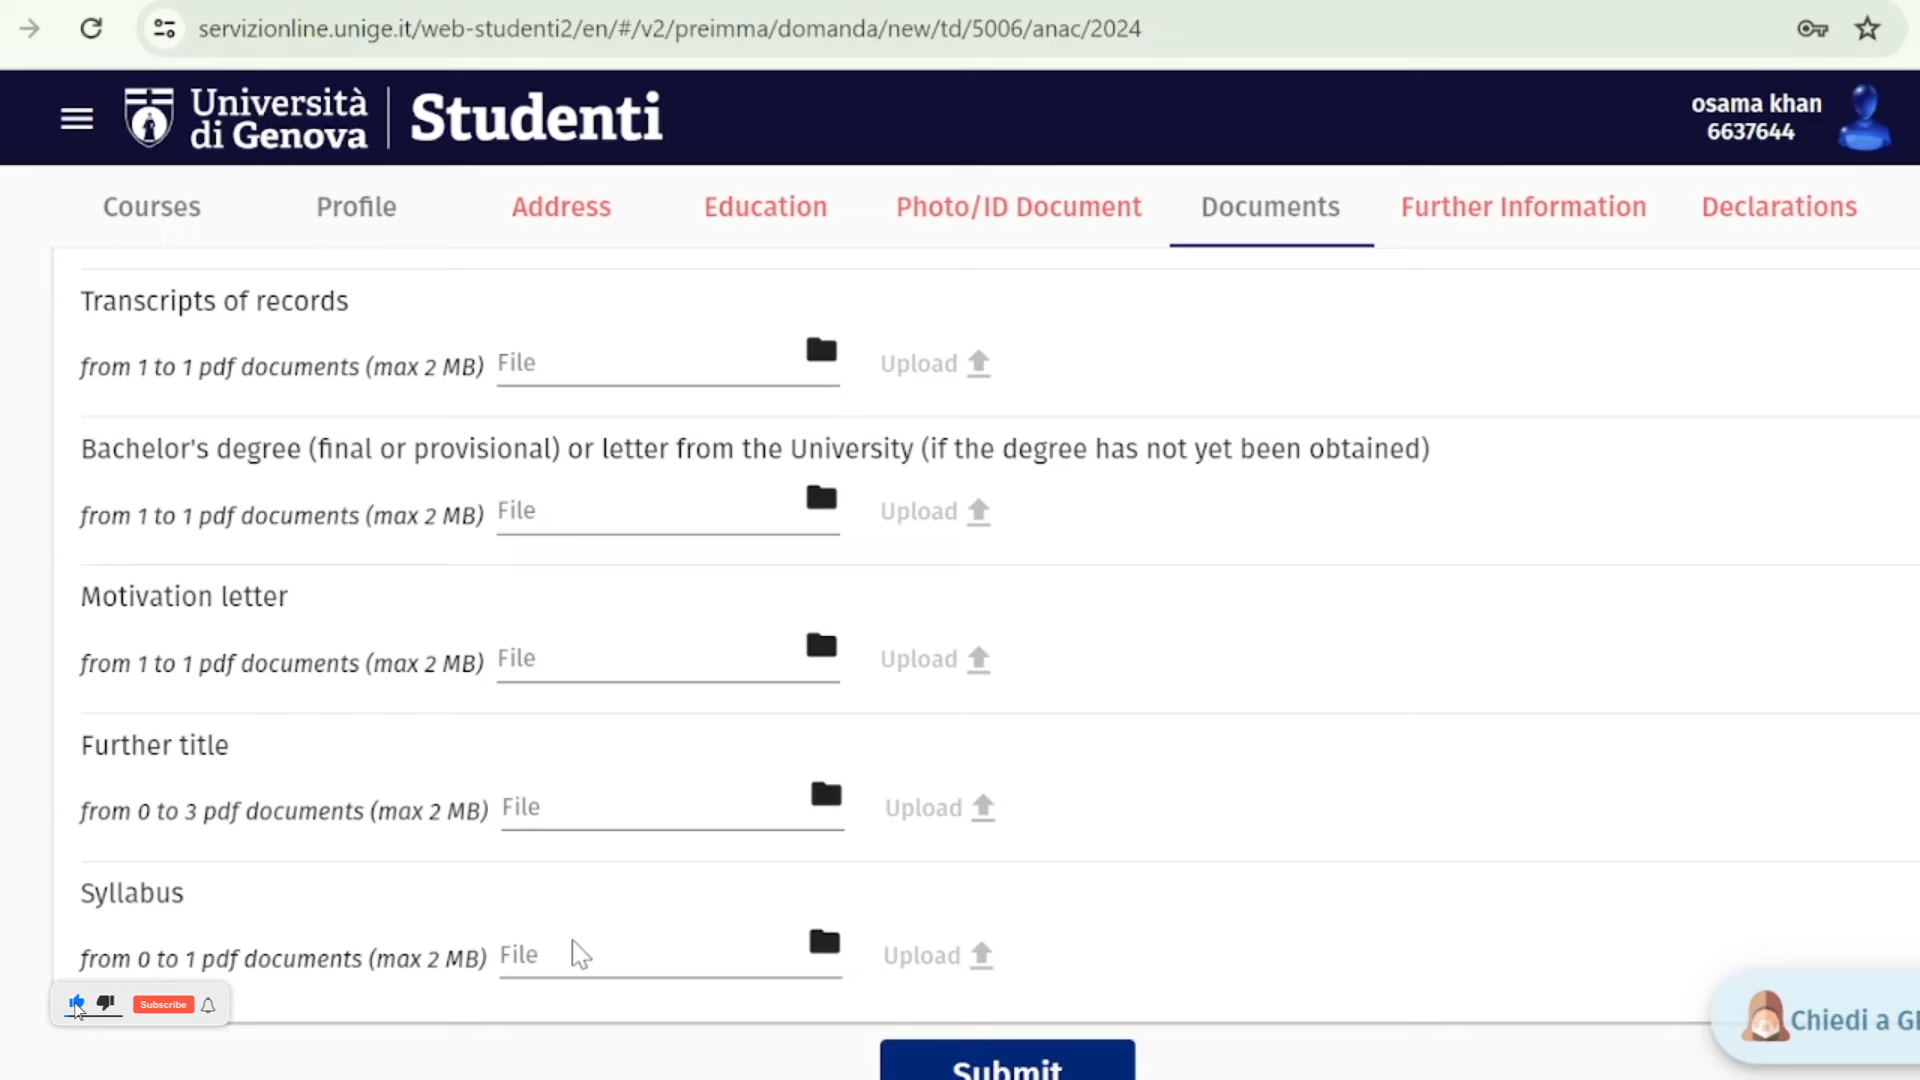 servizionline.unige.it/web-studenti2/en/#/v2/preimma/domanda/new/td/5006/anac/2024
Università
di Genova
Studenti
osama khan
6637644
Courses
Profile
Address
Education
Photo/ID Document
Documents
Further Information
Declarations
Transcripts of records
from 1 to 1 pdf documents (max 2 MB) File Upload
Bachelor's degree (final or provisional) or letter from the University (if the degree has not yet been obtained)
from 1 to 1 pdf documents (max 2 MB) File Upload
Motivation letter
from 1 to 1 pdf documents (max 2 MB) File Upload
Further title
from 0 to 3 pdf documents (max 2 MB) File Upload
Syllabus
from 0 to 1 pdf documents (max 2 MB) File Upload
Subscribe
Chiedi a
Submit